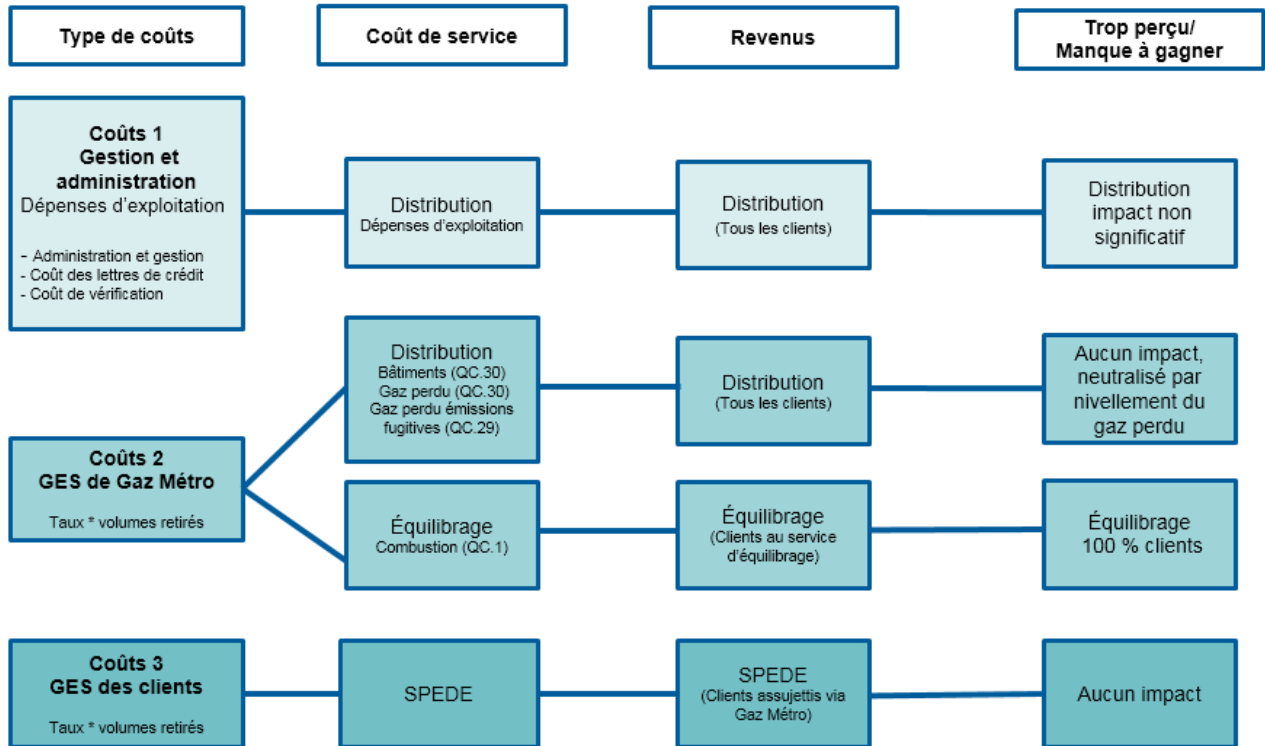 Type de coûts
Coût de service
Revenus
Trop perçu/
Manque à gagner
Coûts 1
Gestion et
administration
Dépenses d'exploitation
- Administration et gestion
- Coût des lettres de crédit
- Coût de vérification
Distribution
Dépenses d'exploitation
Distribution
(Tous les clients)
Distribution
impact non
significatif
Coûts 2
GES de Gaz Métro
Taux * volumes retirés
Distribution
Bâtiments (QC.30)
Gaz perdu (QC.30)
Gaz perdu émissions
fugitives (QC.29)
Distribution
(Tous les clients)
Aucun impact,
neutralisé par
nivellement du
gaz perdu
Équilibrage
Combustion (QC.1)
Équilibrage
(Clients au service
d'équilibrage)
Équilibrage
100 % clients
Coûts 3
GES des clients
Taux * volumes retirés
SPEDE
SPEDE
(Clients assujettis via
Gaz Métro)
Aucun impact